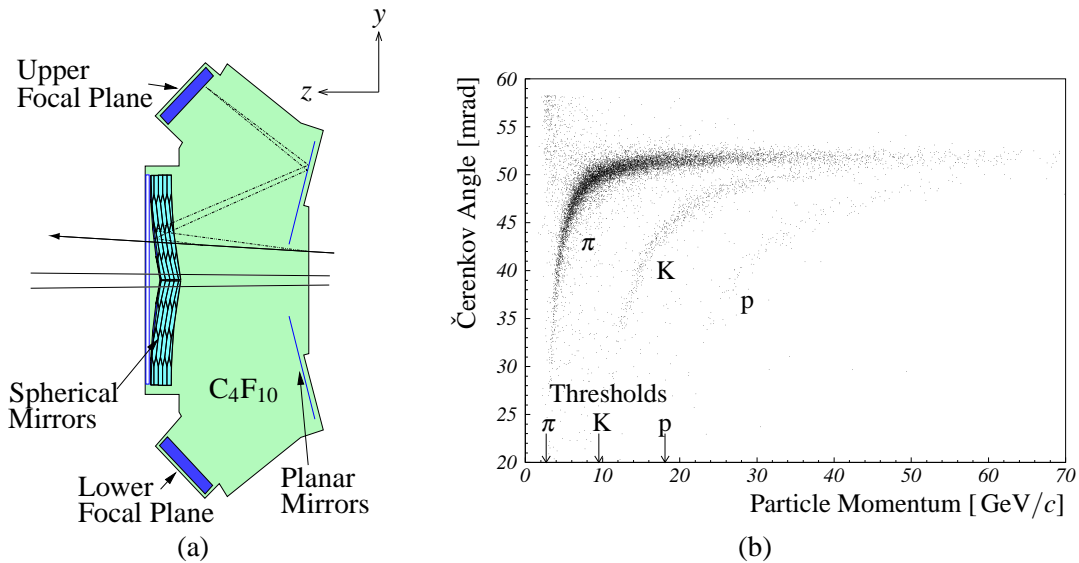 y
z
Upper
Focal Plane
Spherical
Mirrors
C₄F₁₀
Lower
Focal Plane
Planar
Mirrors
(a)
Čerenkov Angle [mrad]
60
55
50
45
40
35
30
25
20
π
K
p
Thresholds
π K p
0 10 20 30 40 50 60 70
Particle Momentum [GeV/c]
(b)